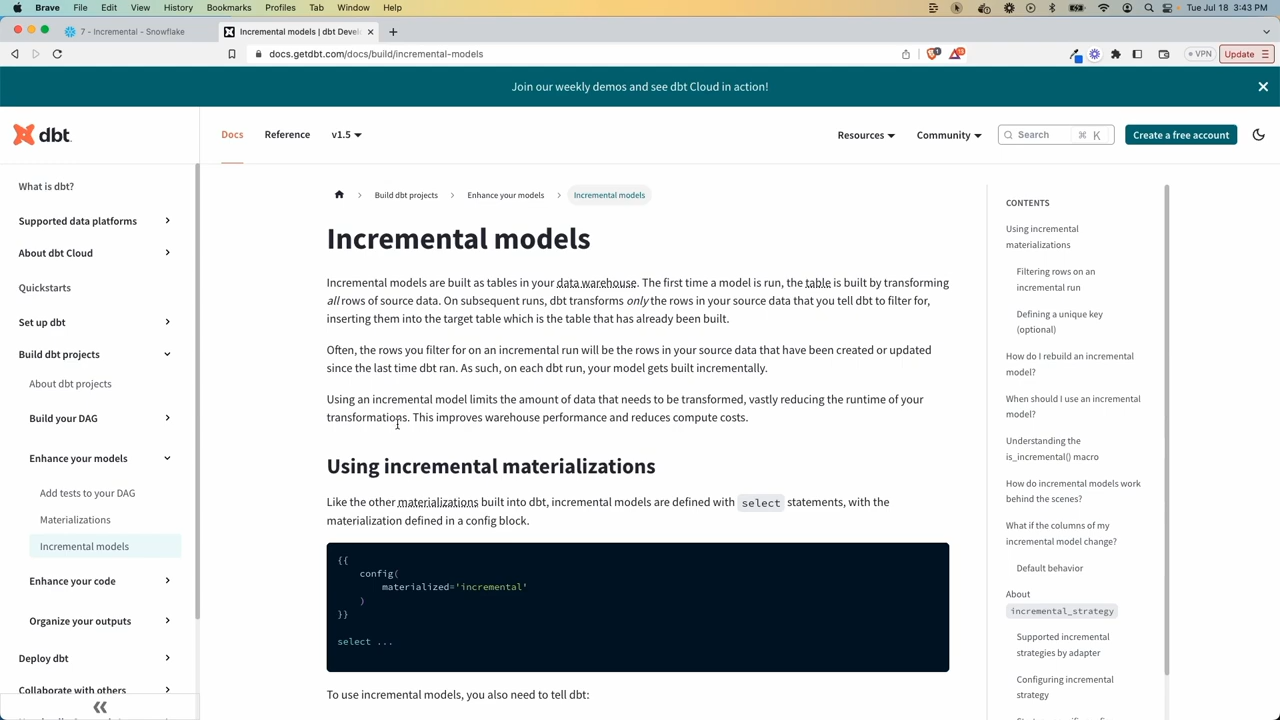 Brave File Edit View History Bookmarks Profiles Tab Window Help Tue Jul 18 3:43 PM
7 - Incremental - Snowflake
Incremental models | dbt Devel
docs.getdbt.com/docs/build/incremental-models
VPN
Update
Join our weekly demos and see dbt Cloud in action!
dbt
Docs Reference v1.5 Resources Community Search ⌘ K Create a free account
What is dbt?
Supported data platforms
About dbt Cloud
Quickstarts
Set up dbt
Build dbt projects
About dbt projects
Build your DAG
Enhance your models
Add tests to your DAG
Materializations
Incremental models
Enhance your code
Organize your outputs
Deploy dbt
Collaborate with others
Build dbt projects > Enhance your models > Incremental models
Incremental models
Incremental models are built as tables in your data warehouse. The first time a model is run, the table is built by transforming
all rows of source data. On subsequent runs, dbt transforms only the rows in your source data that you tell dbt to filter for,
inserting them into the target table which is the table that has already been built.
Often, the rows you filter for on an incremental run will be the rows in your source data that have been created or updated
since the last time dbt ran. As such, on each dbt run, your model gets built incrementally.
Using an incremental model limits the amount of data that needs to be transformed, vastly reducing the runtime of your
transformations. This improves warehouse performance and reduces compute costs.
Using incremental materializations
Like the other materializations built into dbt, incremental models are defined with select statements, with the
materialization defined in a config block.
{{
config(
materialized='incremental'
)
}}
select ...
To use incremental models, you also need to tell dbt:
CONTENTS
Using incremental
materializations
Filtering rows on an
incremental run
Defining a unique key
(optional)
How do I rebuild an incremental
model?
When should I use an incremental
model?
Understanding the
is_incremental() macro
How do incremental models work
behind the scenes?
What if the columns of my
incremental model change?
Default behavior
About
incremental_strategy
Supported incremental
strategies by adapter
Configuring incremental
strategy